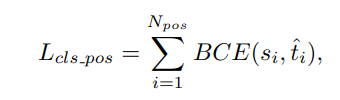 L_{cls\_pos} = \sum_{i=1}^{N_{pos}} BCE(s_i, \hat{t}_i),